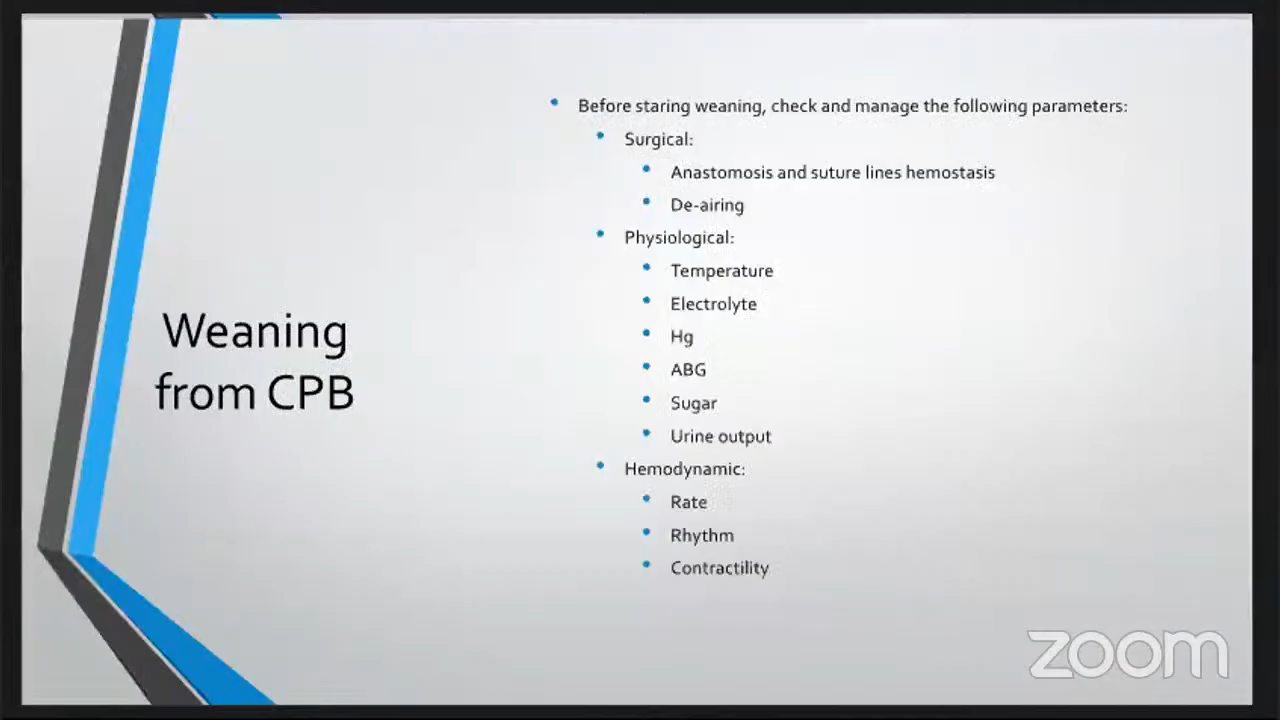 Weaning
from CPB
Before staring weaning, check and manage the following parameters:
Surgical:
Anastomosis and suture lines hemostasis
De-airing
Physiological:
Temperature
Electrolyte
Hg
ABG
Sugar
Urine output
Hemodynamic:
Rate
Rhythm
Contractility
zoom